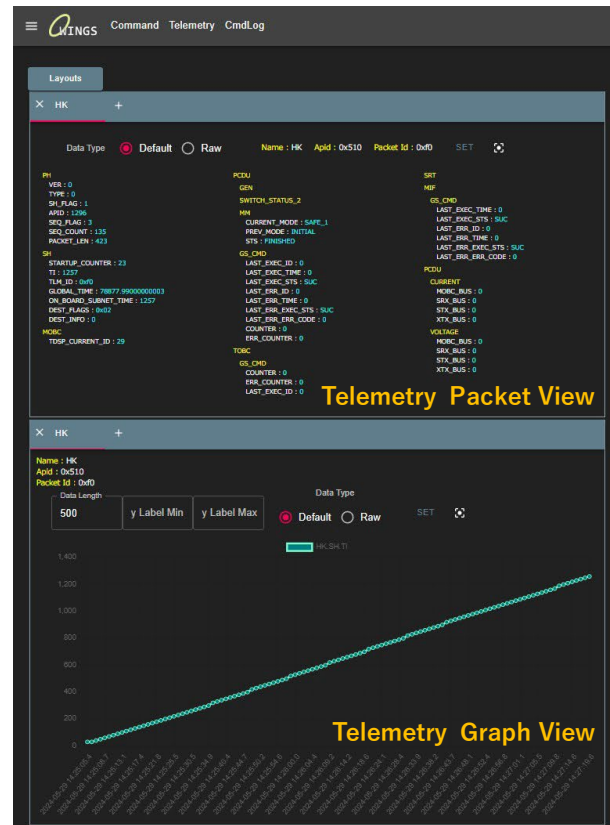 WINGS Command Telemetry CmdLog
Layouts
HK +
Data Type Default Raw Name : HK ApId : 0x510 Packet Id : 0xf0 SET
PH
VER : 0
TYPE : 0
SH_FLAG : 1
APID : 1296
SEQ_FLAG : 3
SEQ_COUNT : 135
PACKET_LEN : 423
SH
STARTUP_COUNTER : 23
TI : 1257
TLM_ID : 0xf0
GLOBAL_TIME : 78877.99000000003
ON_BOARD_SUBNET_TIME : 1257
DEST_FLAGS : 0x02
DEST_INFO : 0
MOBC
TDSP_CURRENT_ID : 29
PCDU
GEN
SWITCH_STATUS_2
MM
CURRENT_MODE : SAFE_1
PREV_MODE : INITIAL
STS : FINISHED
GS_CMD
LAST_EXEC_ID : 0
LAST_EXEC_TIME : 0
LAST_EXEC_STS : SUC
LAST_ERR_ID : 0
LAST_ERR_TIME : 0
LAST_ERR_EXEC_STS : SUC
LAST_ERR_ERR_CODE : 0
COUNTER : 0
ERR_COUNTER : 0
TOBC
GS_CMD
COUNTER : 0
ERR_COUNTER : 0
LAST_EXEC_ID : 0
SRT
MIF
GS_CMD
LAST_EXEC_TIME : 0
LAST_EXEC_STS : SUC
LAST_ERR_ID : 0
LAST_ERR_TIME : 0
LAST_ERR_EXEC_STS : SUC
LAST_ERR_ERR_CODE : 0
PCDU
CURRENT
MOBC_BUS : 0
SRX_BUS : 0
STX_BUS : 0
XTX_BUS : 0
VOLTAGE
MOBC_BUS : 0
SRX_BUS : 0
STX_BUS : 0
XTX_BUS : 0
Telemetry Packet View
HK +
Name : HK
ApId : 0x510
Packet Id : 0xf0
Data Length
500
y Label Min
y Label Max
Data Type
Default Raw SET
HK.SH.TI
1,400
1,200
1,000
800
600
400
200
0
Telemetry Graph View